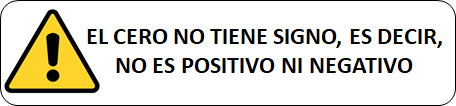 EL CERO NO TIENE SIGNO, ES DECIR,
NO ES POSITIVO NI NEGATIVO